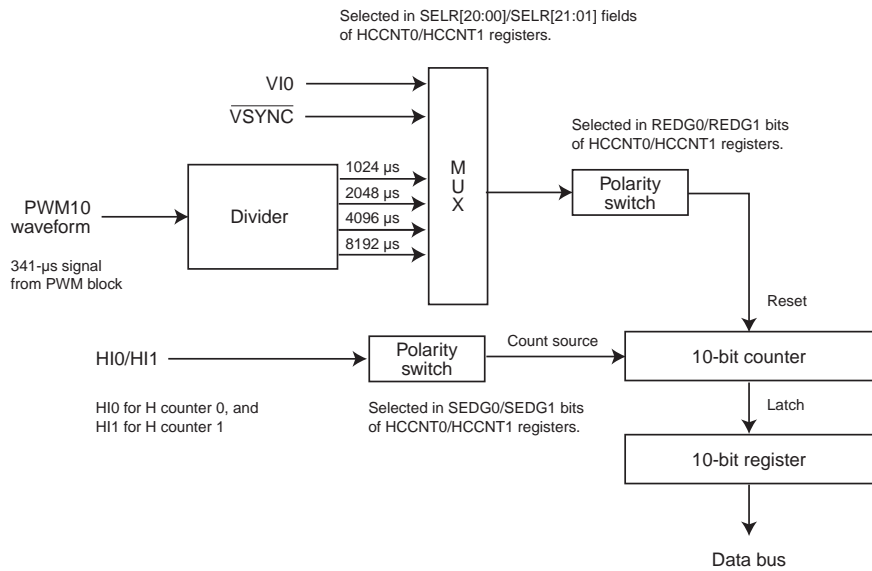 Selected in SELR[20:00]/SELR[21:01] fields
of HCCNT0/HCCNT1 registers.
VI0
VSYNC
Selected in REDG0/REDG1 bits
of HCCNT0/HCCNT1 registers.
1024 µs
2048 µs
4096 µs
8192 µs
M
U
X
Polarity
switch
PWM10
waveform
Divider
341-µs signal
from PWM block
Reset
HI0/HI1
Polarity
switch
Count source
10-bit counter
HI0 for H counter 0, and
HI1 for H counter 1
Selected in SEDG0/SEDG1 bits
of HCCNT0/HCCNT1 registers.
Latch
10-bit register
Data bus